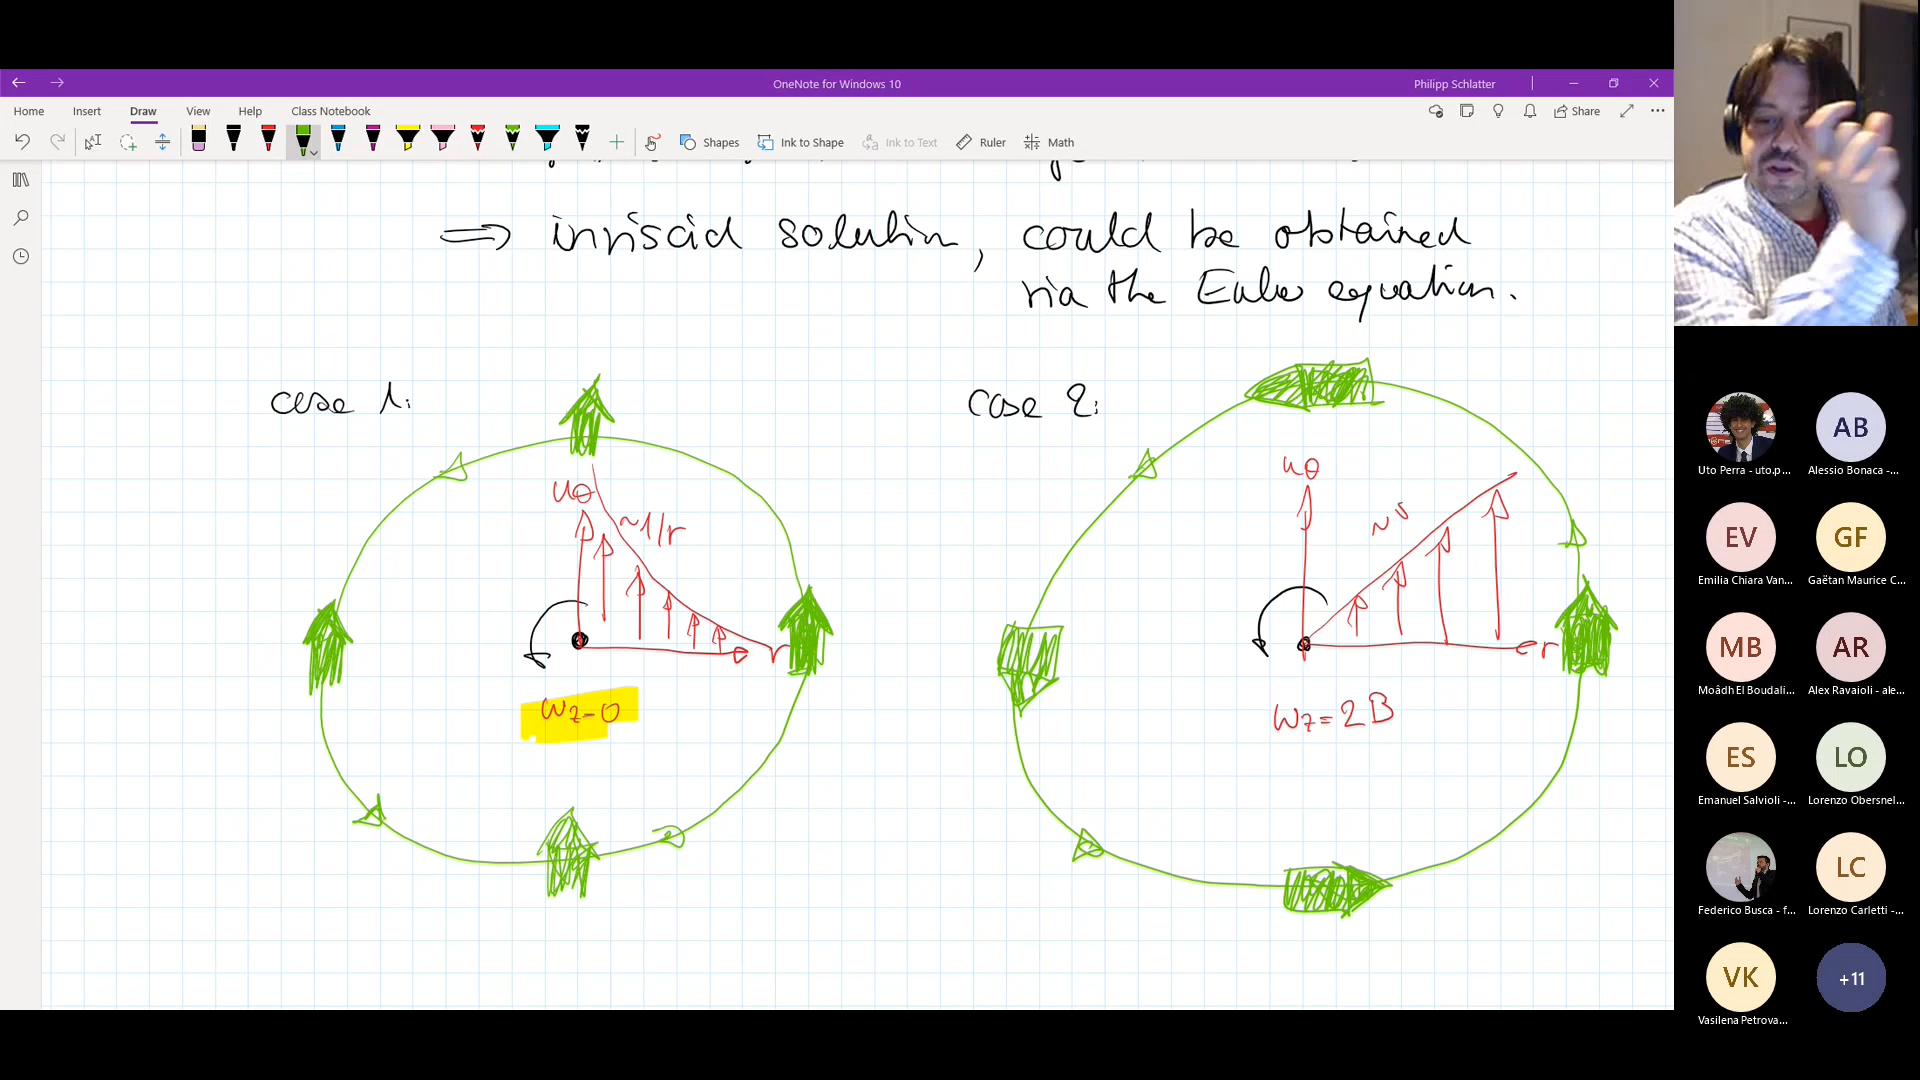 OneNote for Windows 10
Philipp Schlatter
Home Insert Draw View Help Class Notebook
Share
Shapes Ink to Shape Ink to Text Ruler Math
=> inviscid solution, could be obtained
via the Euler equation.
case 1:
case 2:
uθ
~1/r
r
ωz=0
uθ
~r
r
ωz=2B
Uto Perra - uto.p...
AB
Alessio Bonaca -...
EV
Emilia Chiara Van...
GF
Gaëtan Maurice C...
MB
Moâdh El Boudali...
AR
Alex Ravaioli - ale...
ES
Emanuel Salvioli -...
LO
Lorenzo Obersnel...
Federico Busca - f...
LC
Lorenzo Carletti -...
VK
Vasilena Petrova...
+11